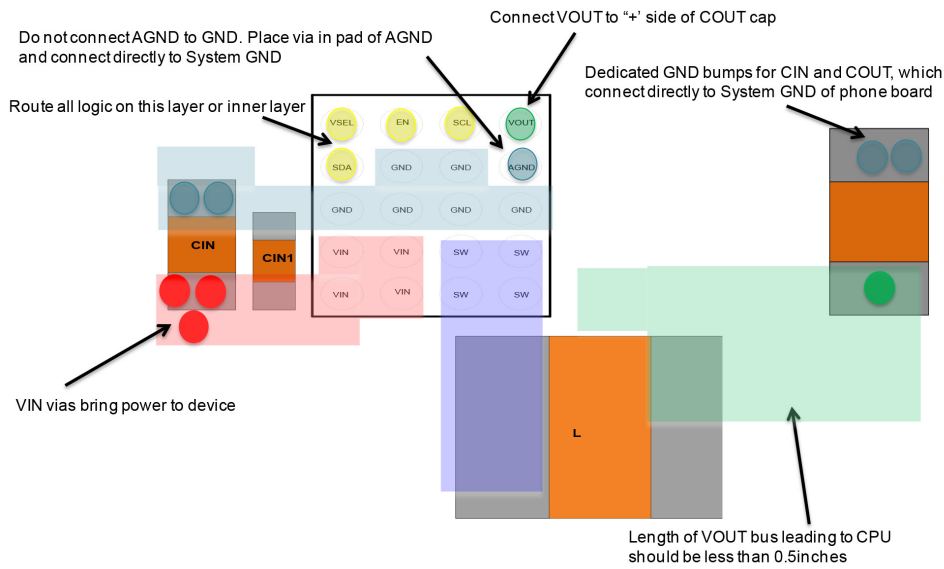 Connect VOUT to “+’ side of COUT cap
Do not connect AGND to GND. Place via in pad of AGND
and connect directly to System GND
Dedicated GND bumps for CIN and COUT, which
connect directly to System GND of phone board
Route all logic on this layer or inner layer
VSEL EN SCL VOUT
SDA GND GND AGND
GND GND GND GND
CIN
CIN1
VIN VIN SW SW
VIN VIN SW SW
VIN vias bring power to device
L
Length of VOUT bus leading to CPU
should be less than 0.5inches